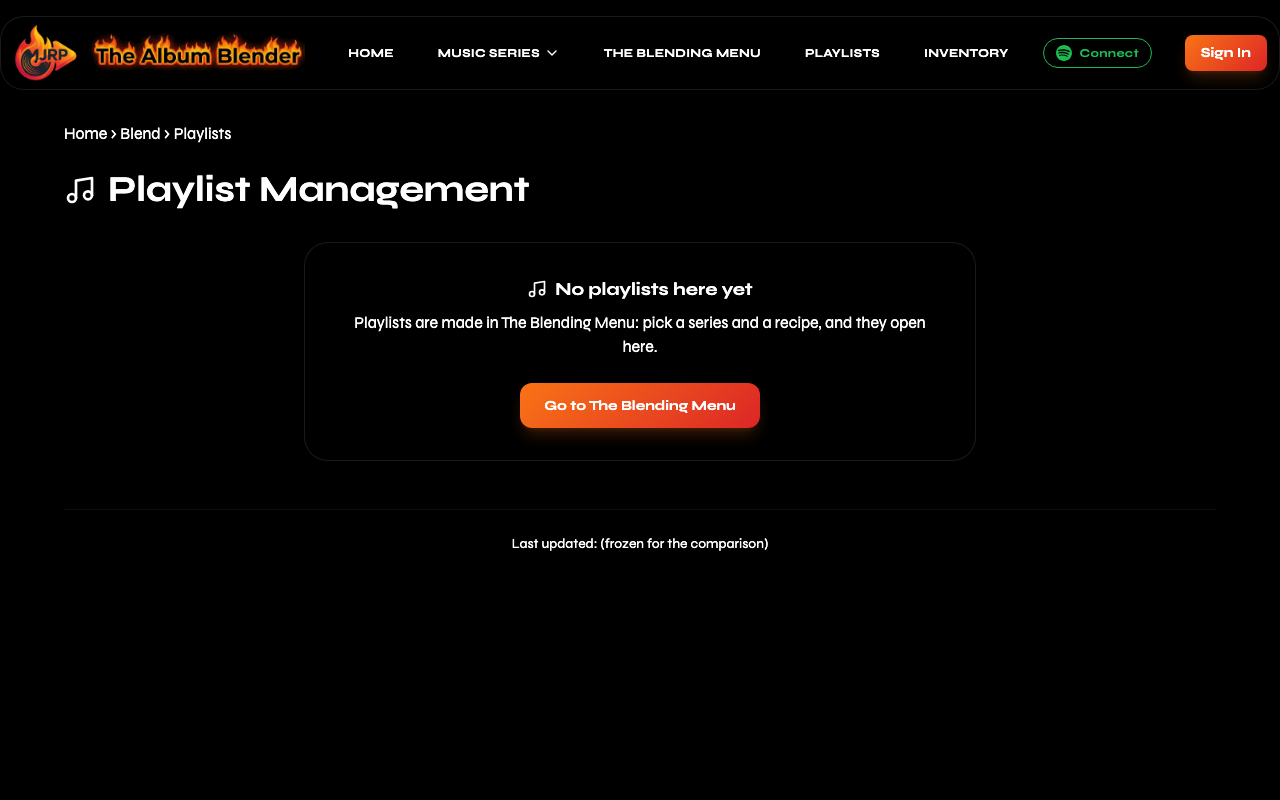 MJRP The Album Blender HOME MUSIC SERIES THE BLENDING MENU PLAYLISTS INVENTORY Connect Sign In
Home › Blend › Playlists
Playlist Management
No playlists here yet
Playlists are made in The Blending Menu: pick a series and a recipe, and they open
here.
Go to The Blending Menu
Last updated: (frozen for the comparison)